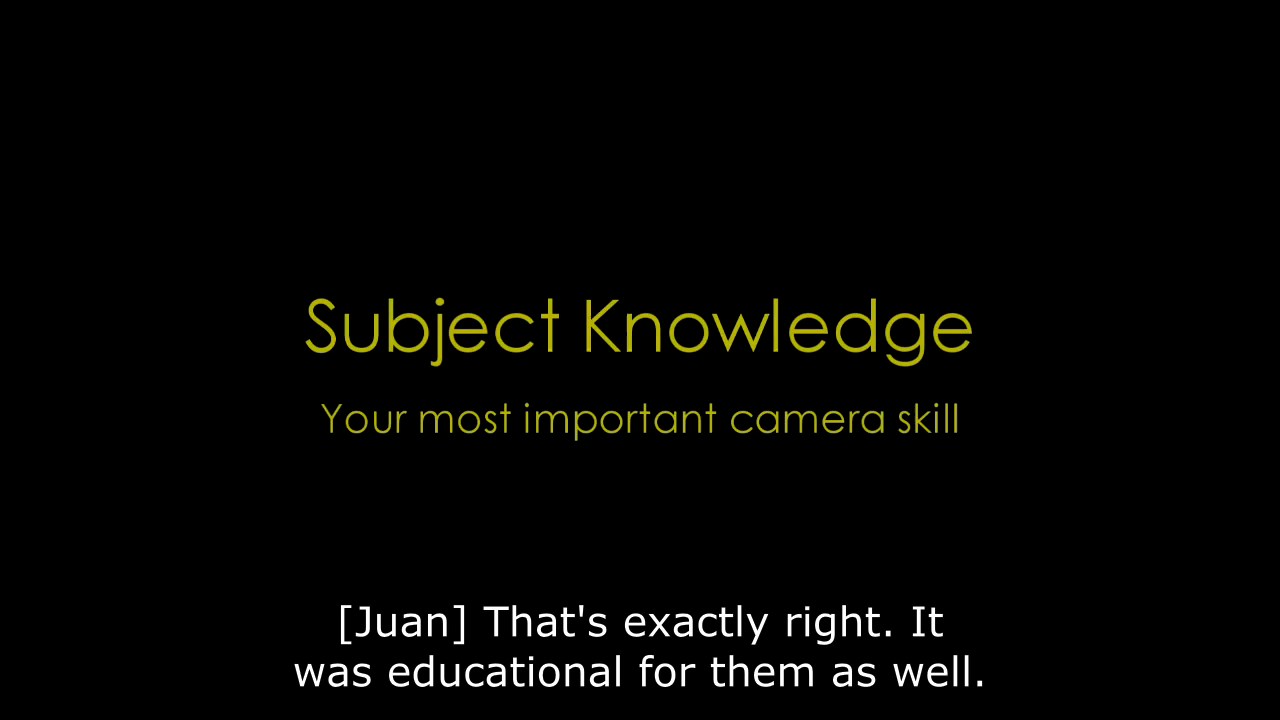 Subject Knowledge
Your most important camera skill
[Juan] That's exactly right. It
was educational for them as well.